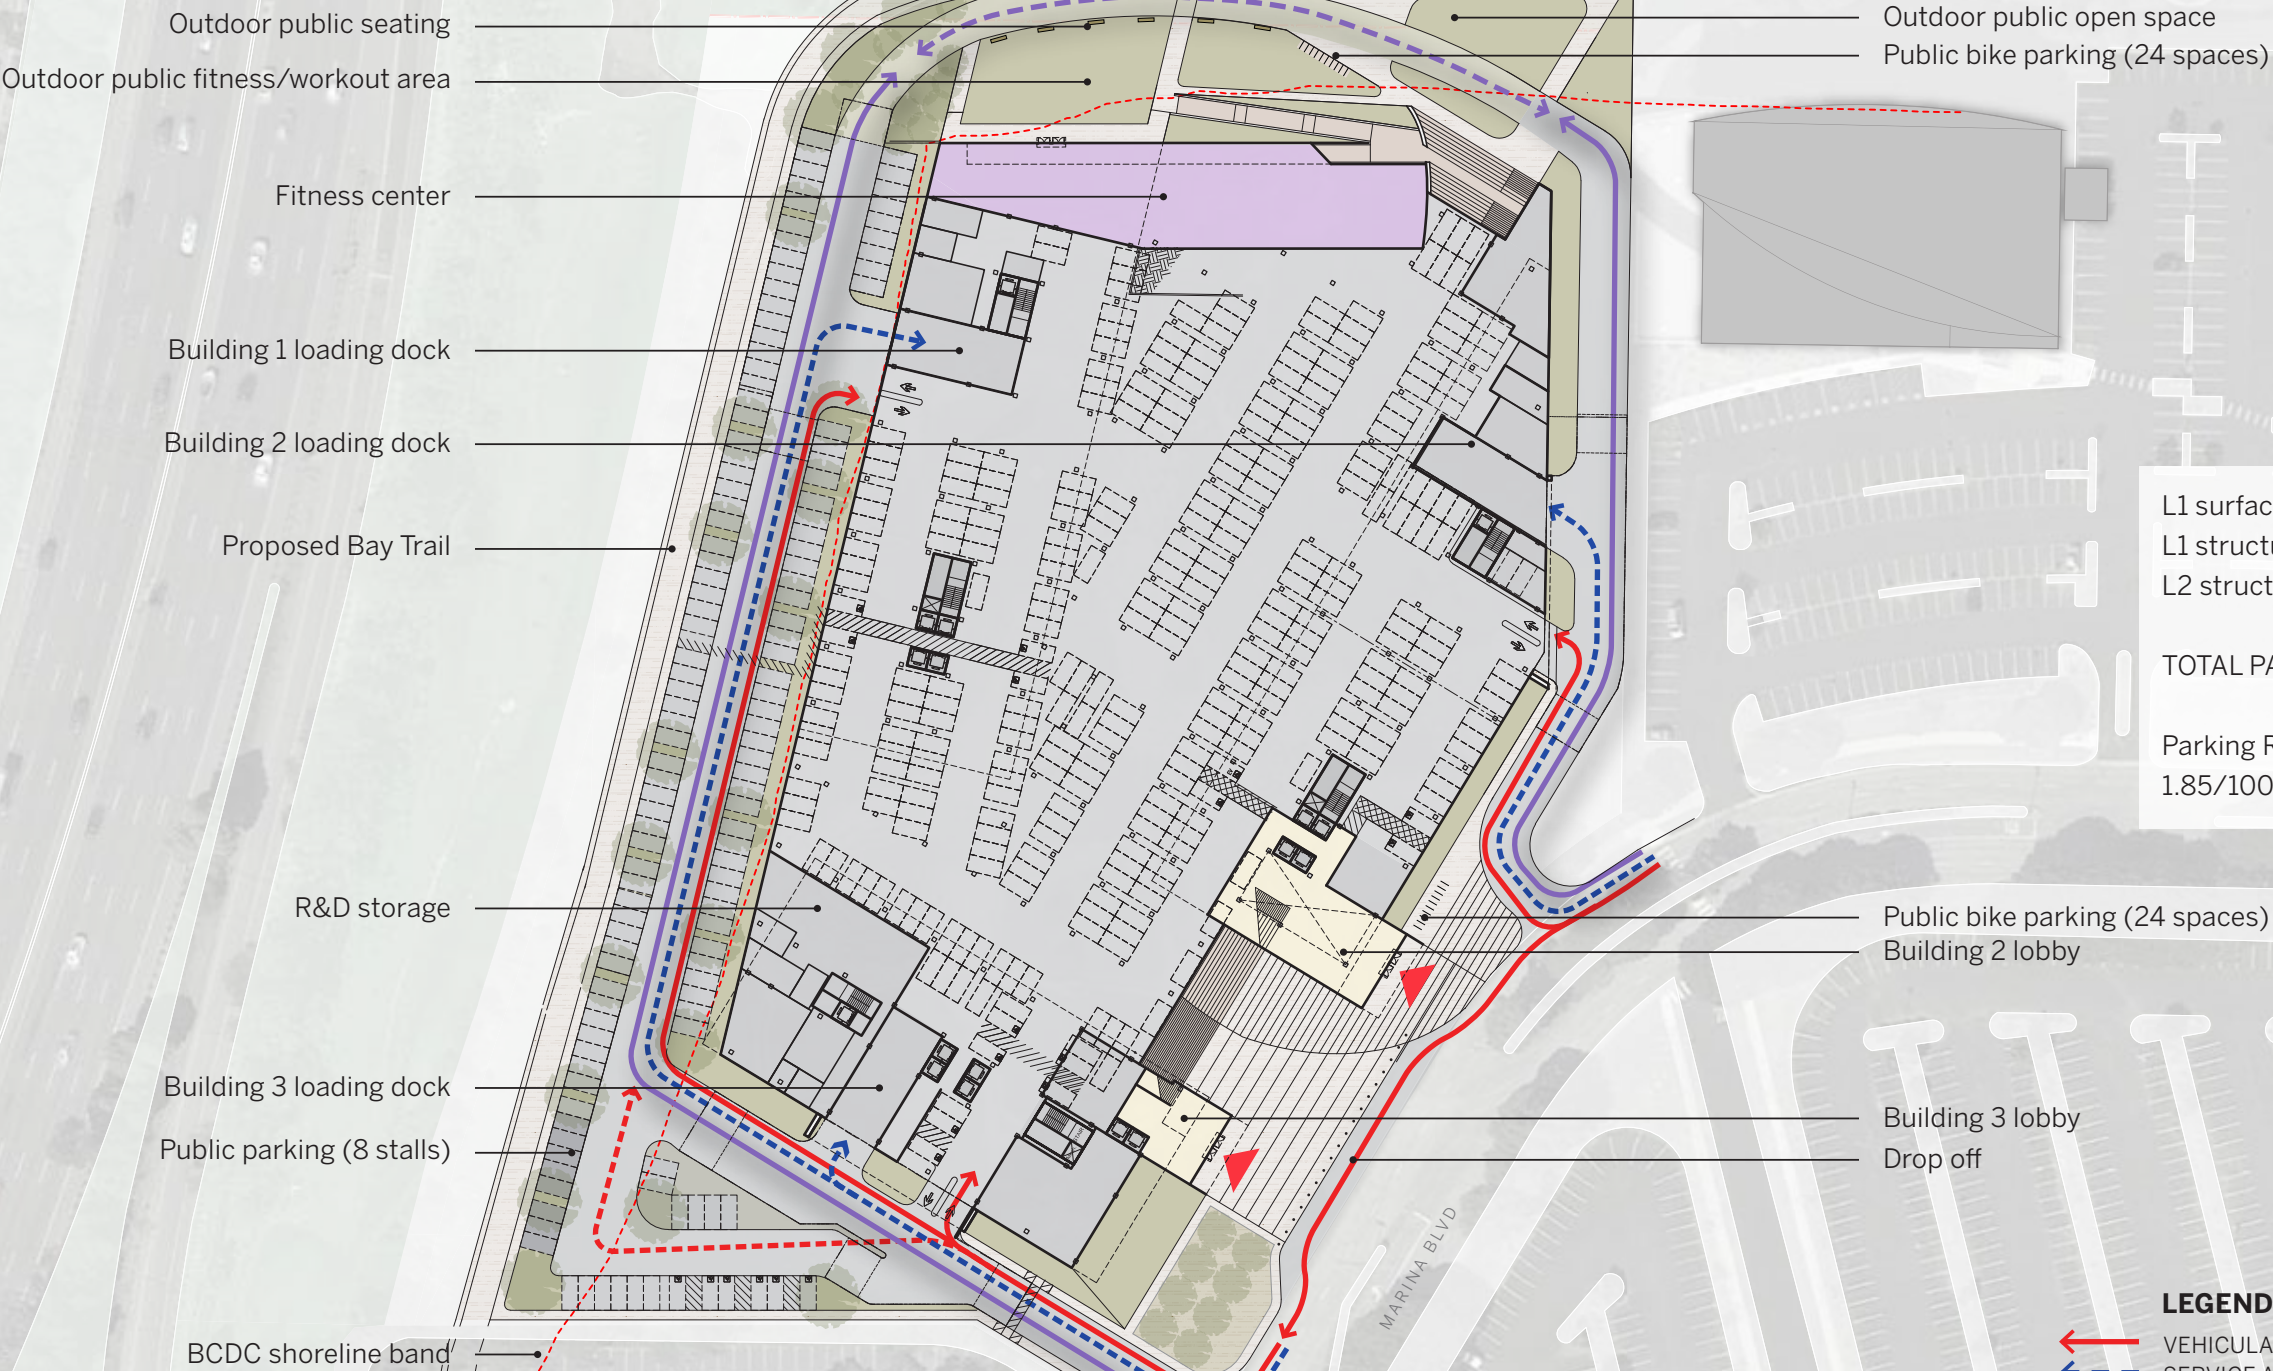 Outdoor public seating
Outdoor public fitness/workout area
Fitness center
Building 1 loading dock
Building 2 loading dock
Proposed Bay Trail
R&D storage
Building 3 loading dock
Public parking (8 stalls)
BCDC shoreline band
Outdoor public open space
Public bike parking (24 spaces)
L1 surfac
L1 struct
L2 struct
TOTAL PA
Parking R
1.85/100
Public bike parking (24 spaces)
Building 2 lobby
Building 3 lobby
Drop off
MARINA BLVD
LEGEND
VEHICULA
SERVICE A